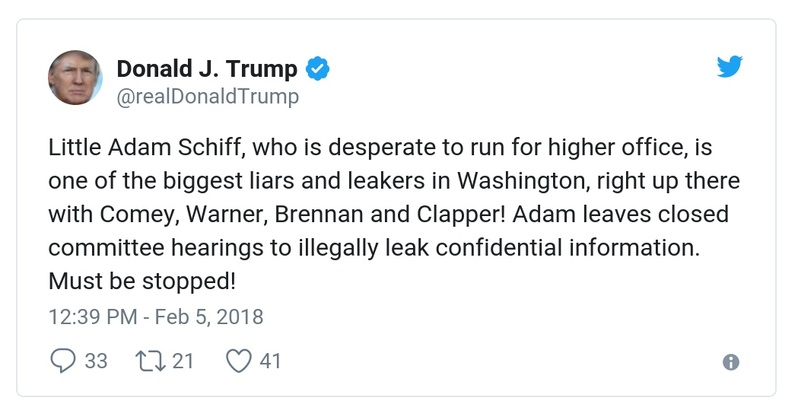 Donald J. Trump
@realDonaldTrump
Little Adam Schiff, who is desperate to run for higher office, is
one of the biggest liars and leakers in Washington, right up there
with Comey, Warner, Brennan and Clapper! Adam leaves closed
committee hearings to illegally leak confidential information.
Must be stopped!
12:39 PM - Feb 5, 2018
33 21 41